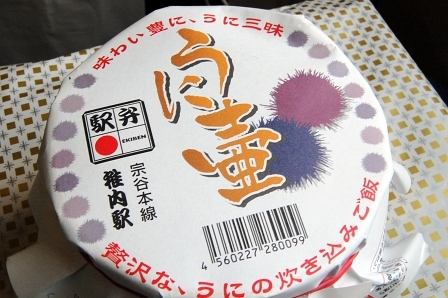 味わい豊に、うに三昧
うに壷
駅弁
EKIBEN
宗谷本線
稚内駅
4 560227 280099
贅沢な、うにの炊き込みご飯